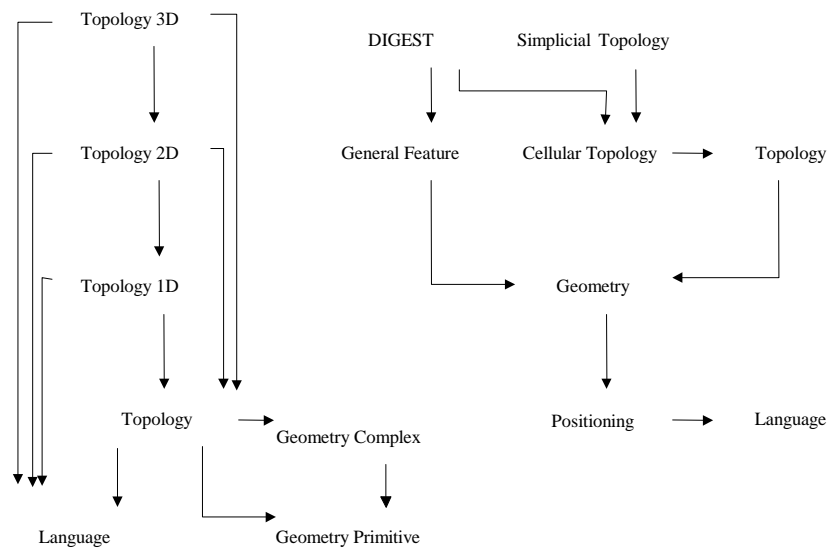 Topology 3D
DIGEST
Simplicial Topology
Topology 2D
General Feature
Cellular Topology
Topology
Topology 1D
Geometry
Topology
Geometry Complex
Positioning
Language
Language
Geometry Primitive